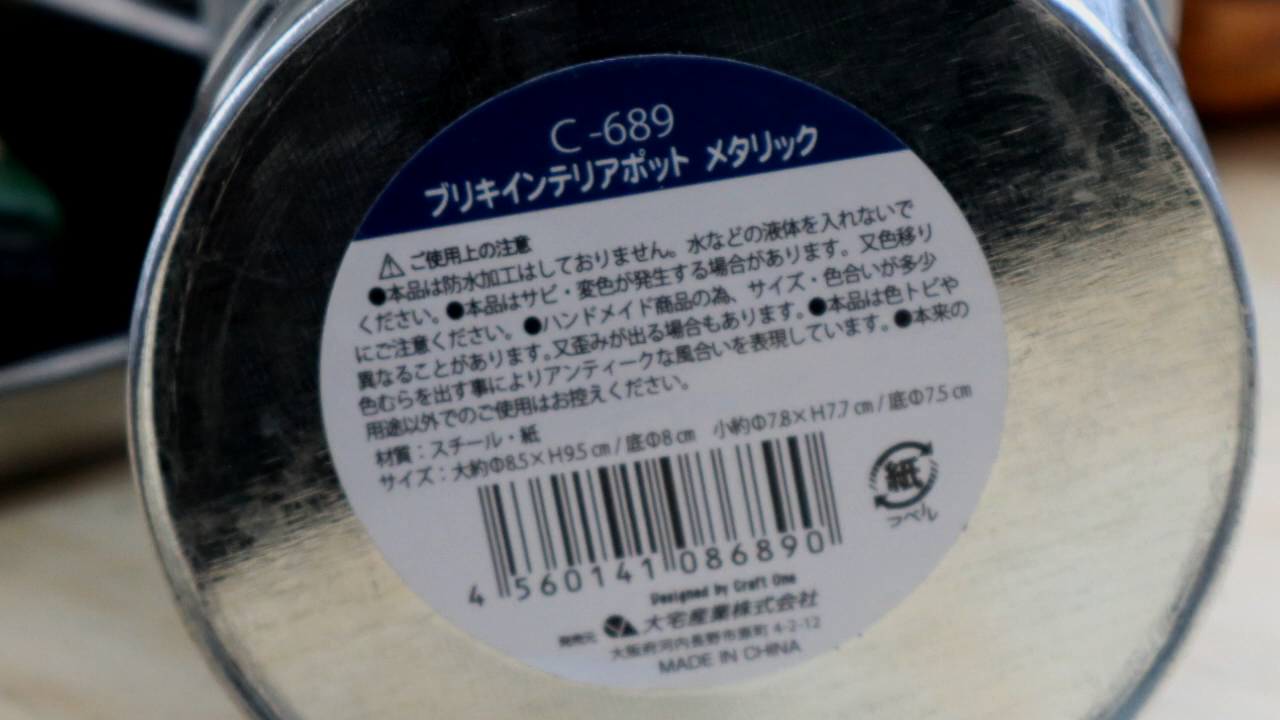 C-689
ブリキインテリアポット メタリック
⚠ご使用上の注意
●本品は防水加工はしておりません。水などの液体を入れないで
ください。●本品はサビ・変色が発生する場合があります。又色移り
にご注意ください。●ハンドメイド商品の為、サイズ・色合いが多少
異なることがあります。又歪みが出る場合もあります。●本品は色トビや
色むらを出す事によりアンティークな風合いを表現しています。●本来の
用途以外でのご使用はお控えください。
材質：スチール・紙
サイズ：大約Φ8.5×H9.5㎝/底Φ8㎝ 小約Φ7.8×H7.7㎝/底Φ7.5㎝
紙
ラベル
4 560141 086890
Designed by Craft One
発売元 大宅産業株式会社
大阪府河内長野市原町 4-2-12
MADE IN CHINA